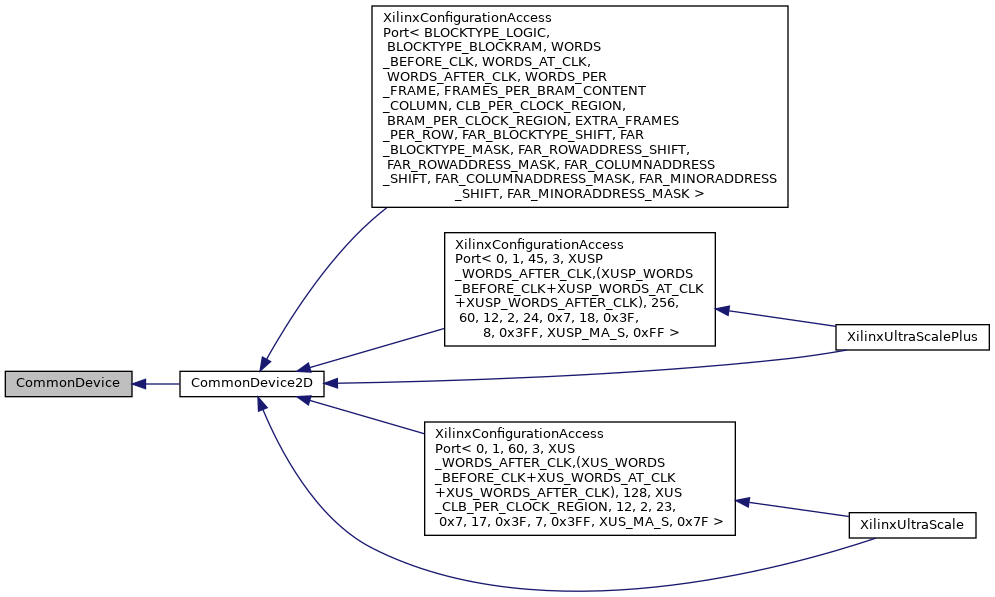 XilinxConfigurationAccess
Port< BLOCKTYPE_LOGIC,
BLOCKTYPE_BLOCKRAM, WORDS
_BEFORE_CLK, WORDS_AT_CLK,
WORDS_AFTER_CLK, WORDS_PER
_FRAME, FRAMES_PER_BRAM_CONTENT
_COLUMN, CLB_PER_CLOCK_REGION,
BRAM_PER_CLOCK_REGION, EXTRA_FRAMES
_PER_ROW, FAR_BLOCKTYPE_SHIFT, FAR
_BLOCKTYPE_MASK, FAR_ROWADDRESS_SHIFT,
FAR_ROWADDRESS_MASK, FAR_COLUMNADDRESS
_SHIFT, FAR_COLUMNADDRESS_MASK, FAR_MINORADDRESS
_SHIFT, FAR_MINORADDRESS_MASK >
XilinxConfigurationAccess
Port< 0, 1, 45, 3, XUSP
_WORDS_AFTER_CLK,(XUSP_WORDS
_BEFORE_CLK+XUSP_WORDS_AT_CLK
+XUSP_WORDS_AFTER_CLK), 256,
60, 12, 2, 24, 0x7, 18, 0x3F,
8, 0x3FF, XUSP_MA_S, 0xFF >
XilinxUltraScalePlus
CommonDevice
CommonDevice2D
XilinxConfigurationAccess
Port< 0, 1, 60, 3, XUS
_WORDS_AFTER_CLK,(XUS_WORDS
_BEFORE_CLK+XUS_WORDS_AT_CLK
+XUS_WORDS_AFTER_CLK), 128, XUS
_CLB_PER_CLOCK_REGION, 12, 2, 23,
0x7, 17, 0x3F, 7, 0x3FF, XUS_MA_S, 0x7F >
XilinxUltraScale